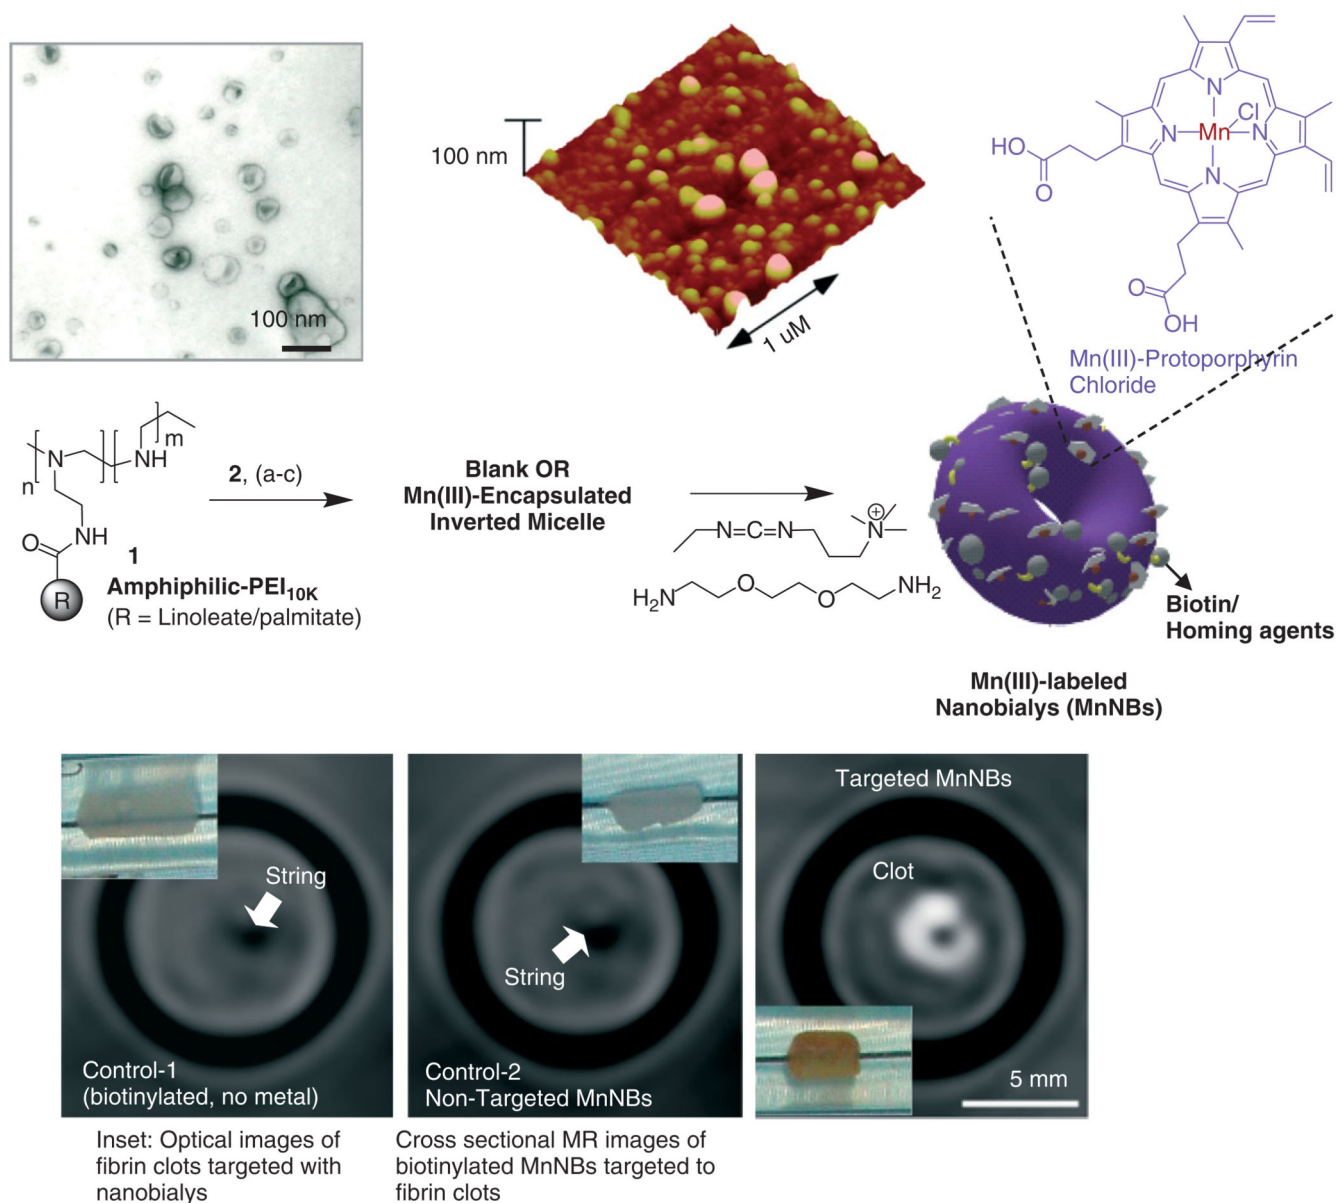 100 nm
100 nm
1 uM
N
N
N
N
Mn
Cl
HO
O
O
OH
Mn(III)-Protoporphyrin
Chloride
n
N
NH
m
O
NH
1
R
Amphiphilic-PEI10K
(R = Linoleate/palmitate)
2, (a-c)
Blank OR
Mn(III)-Encapsulated
Inverted Micelle
N=C=N
N
+
H2N
O
O
NH2
Biotin/
Homing agents
Mn(III)-labeled
Nanobialys (MnNBs)
String
Control-1
(biotinylated, no metal)
String
Control-2
Non-Targeted MnNBs
Targeted MnNBs
Clot
5 mm
Inset: Optical images of
fibrin clots targeted with
nanobialys
Cross sectional MR images of
biotinylated MnNBs targeted to
fibrin clots